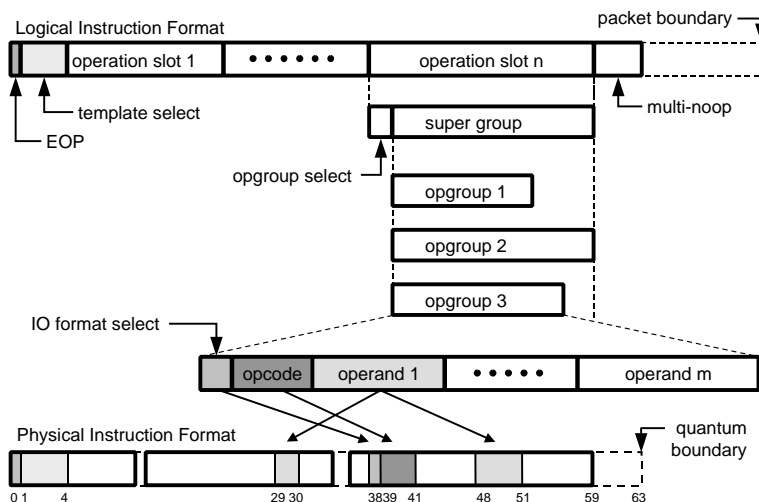 Logical Instruction Format
packet boundary
operation slot 1
operation slot n
template select
multi-noop
EOP
super group
opgroup select
opgroup 1
opgroup 2
opgroup 3
IO format select
opcode
operand 1
operand m
Physical Instruction Format
quantum
boundary
0 1 4 29 30 38 39 41 48 51 59 63